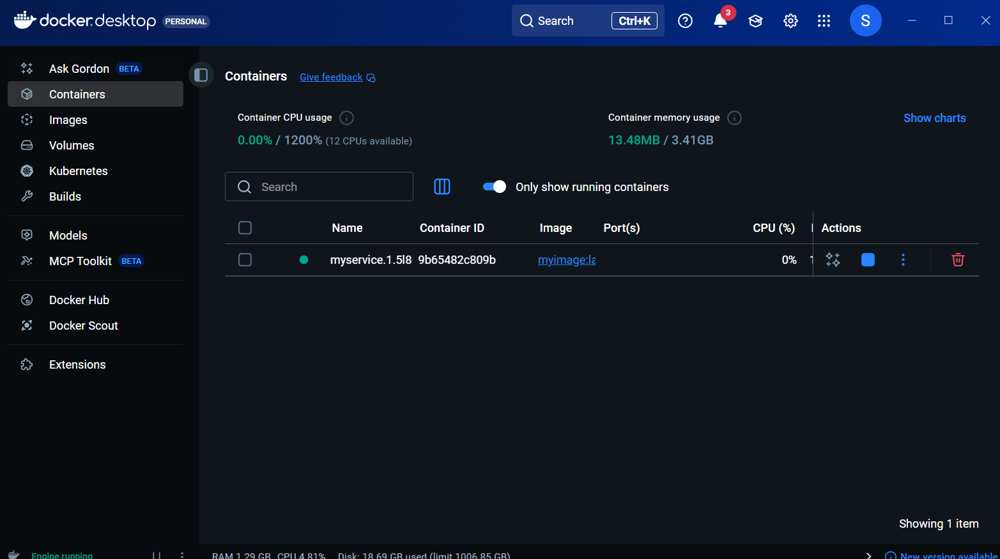 docker.desktop PERSONAL
Search Ctrl+K
3
S
Ask Gordon BETA
Containers
Images
Volumes
Kubernetes
Builds
Models
MCP Toolkit BETA
Docker Hub
Docker Scout
Extensions
Containers Give feedback
Container CPU usage
0.00% / 1200% (12 CPUs available)
Container memory usage
13.48MB / 3.41GB
Show charts
Search
Only show running containers
Name Container ID Image Port(s) CPU (%) Actions
myservice.1.5l8 9b65482c809b myimage:la 0% 1
Showing 1 item
Engine running
RAM 1.29 GB CPU 4.81% Disk: 18.69 GB used (limit 1006.85 GB)
New version available